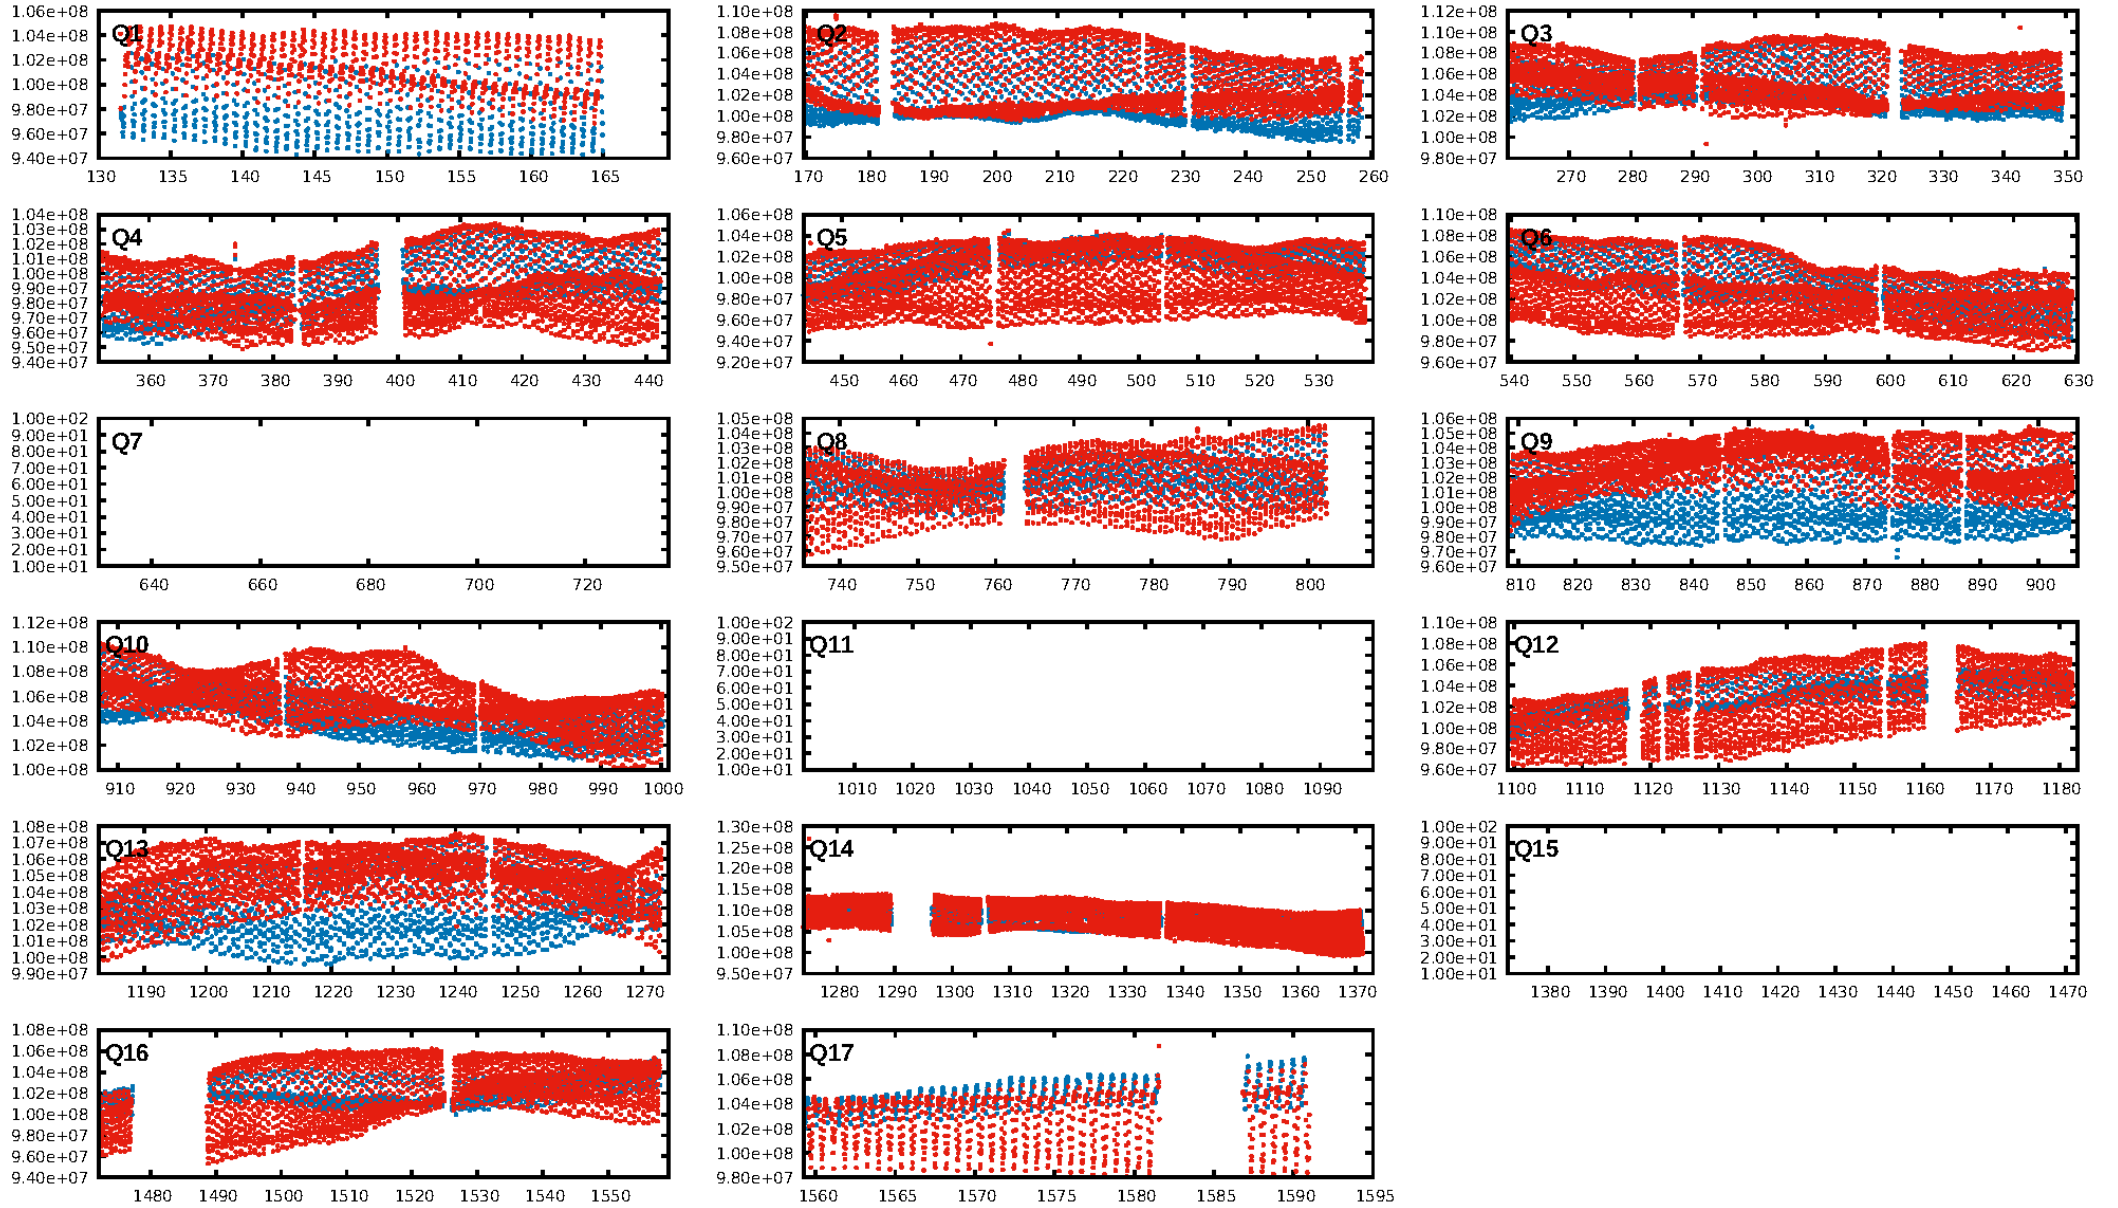 1.06e+08 1.04e+08 1.02e+08 1.00e+08 9.80e+07 9.60e+07 9.40e+07
Q1
130 135 140 145 150 155 160 165
1.10e+08 1.08e+08 1.06e+08 1.04e+08 1.02e+08 1.00e+08 9.80e+07 9.60e+07
Q2
170 180 190 200 210 220 230 240 250 260
1.12e+08 1.10e+08 1.08e+08 1.06e+08 1.04e+08 1.02e+08 1.00e+08 9.80e+07
Q3
270 280 290 300 310 320 330 340 350
1.04e+08 1.03e+08 1.02e+08 1.01e+08 1.00e+08 9.90e+07 9.80e+07 9.70e+07 9.60e+07 9.50e+07 9.40e+07
Q4
360 370 380 390 400 410 420 430 440
1.06e+08 1.04e+08 1.02e+08 1.00e+08 9.80e+07 9.60e+07 9.40e+07 9.20e+07
Q5
450 460 470 480 490 500 510 520 530
1.10e+08 1.08e+08 1.06e+08 1.04e+08 1.02e+08 1.00e+08 9.80e+07 9.60e+07
Q6
540 550 560 570 580 590 600 610 620 630
1.00e+02 9.00e+01 8.00e+01 7.00e+01 6.00e+01 5.00e+01 4.00e+01 3.00e+01 2.00e+01 1.00e+01
Q7
640 660 680 700 720
1.05e+08 1.04e+08 1.03e+08 1.02e+08 1.01e+08 1.00e+08 9.90e+07 9.80e+07 9.70e+07 9.60e+07 9.50e+07
Q8
740 750 760 770 780 790 800
1.06e+08 1.05e+08 1.04e+08 1.03e+08 1.02e+08 1.01e+08 1.00e+08 9.90e+07 9.80e+07 9.70e+07 9.60e+07
Q9
810 820 830 840 850 860 870 880 890 900
1.12e+08 1.10e+08 1.08e+08 1.06e+08 1.04e+08 1.02e+08 1.00e+08
Q10
910 920 930 940 950 960 970 980 990 1000
1.00e+02 9.00e+01 8.00e+01 7.00e+01 6.00e+01 5.00e+01 4.00e+01 3.00e+01 2.00e+01 1.00e+01
Q11
1010 1020 1030 1040 1050 1060 1070 1080 1090
1.10e+08 1.08e+08 1.06e+08 1.04e+08 1.02e+08 1.00e+08 9.80e+07 9.60e+07
Q12
1100 1110 1120 1130 1140 1150 1160 1170 1180
1.08e+08 1.07e+08 1.06e+08 1.05e+08 1.04e+08 1.03e+08 1.02e+08 1.01e+08 1.00e+08 9.90e+07
Q13
1190 1200 1210 1220 1230 1240 1250 1260 1270
1.30e+08 1.25e+08 1.20e+08 1.15e+08 1.10e+08 1.05e+08 1.00e+08 9.50e+07
Q14
1280 1290 1300 1310 1320 1330 1340 1350 1360 1370
1.00e+02 9.00e+01 8.00e+01 7.00e+01 6.00e+01 5.00e+01 4.00e+01 3.00e+01 2.00e+01 1.00e+01
Q15
1380 1390 1400 1410 1420 1430 1440 1450 1460 1470
1.08e+08 1.06e+08 1.04e+08 1.02e+08 1.00e+08 9.80e+07 9.60e+07 9.40e+07
Q16
1480 1490 1500 1510 1520 1530 1540 1550
1.10e+08 1.08e+08 1.06e+08 1.04e+08 1.02e+08 1.00e+08 9.80e+07
Q17
1560 1565 1570 1575 1580 1585 1590 1595